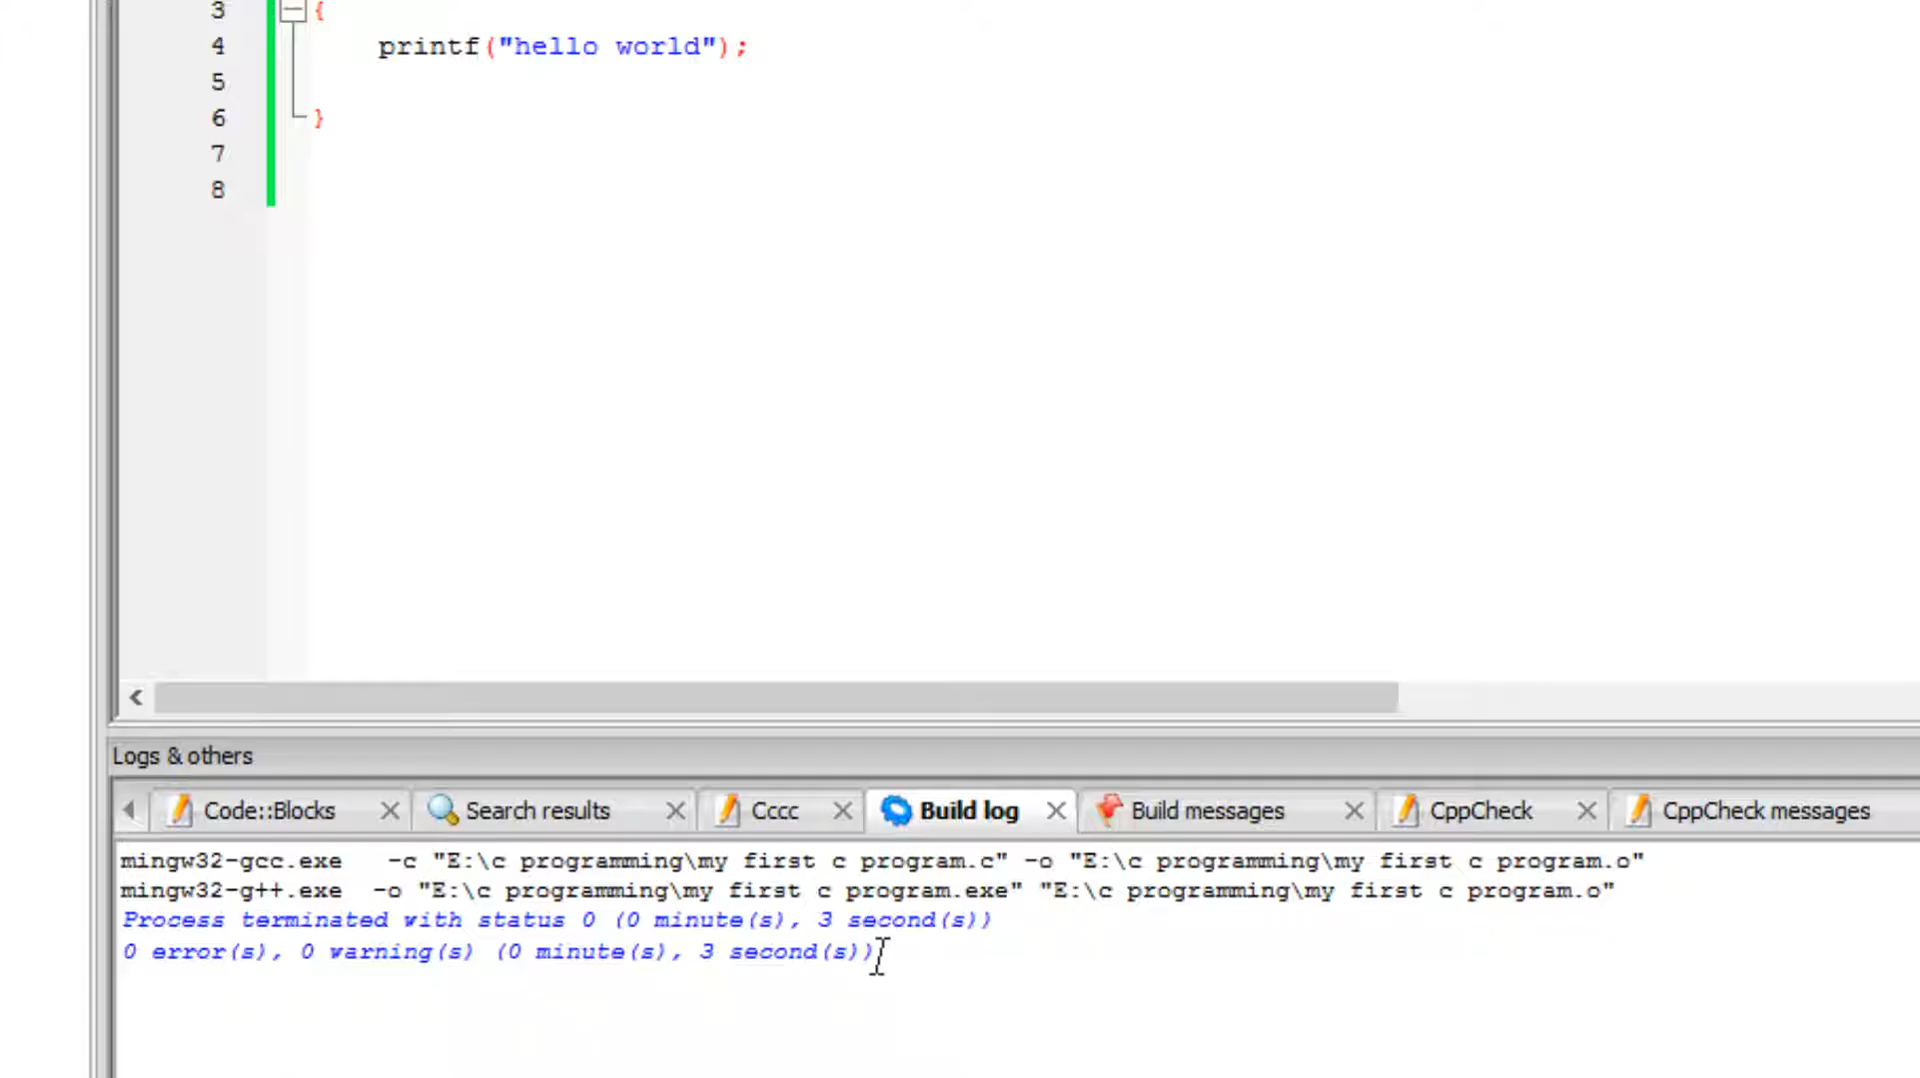 3 {
4 printf("hello world");
5
6 }
7
8
Logs & others
Code::Blocks Search results Cccc Build log Build messages CppCheck CppCheck messages
mingw32-gcc.exe -c "E:\c programming\my first c program.c" -o "E:\c programming\my first c program.o"
mingw32-g++.exe -o "E:\c programming\my first c program.exe" "E:\c programming\my first c program.o"
Process terminated with status 0 (0 minute(s), 3 second(s))
0 error(s), 0 warning(s) (0 minute(s), 3 second(s))